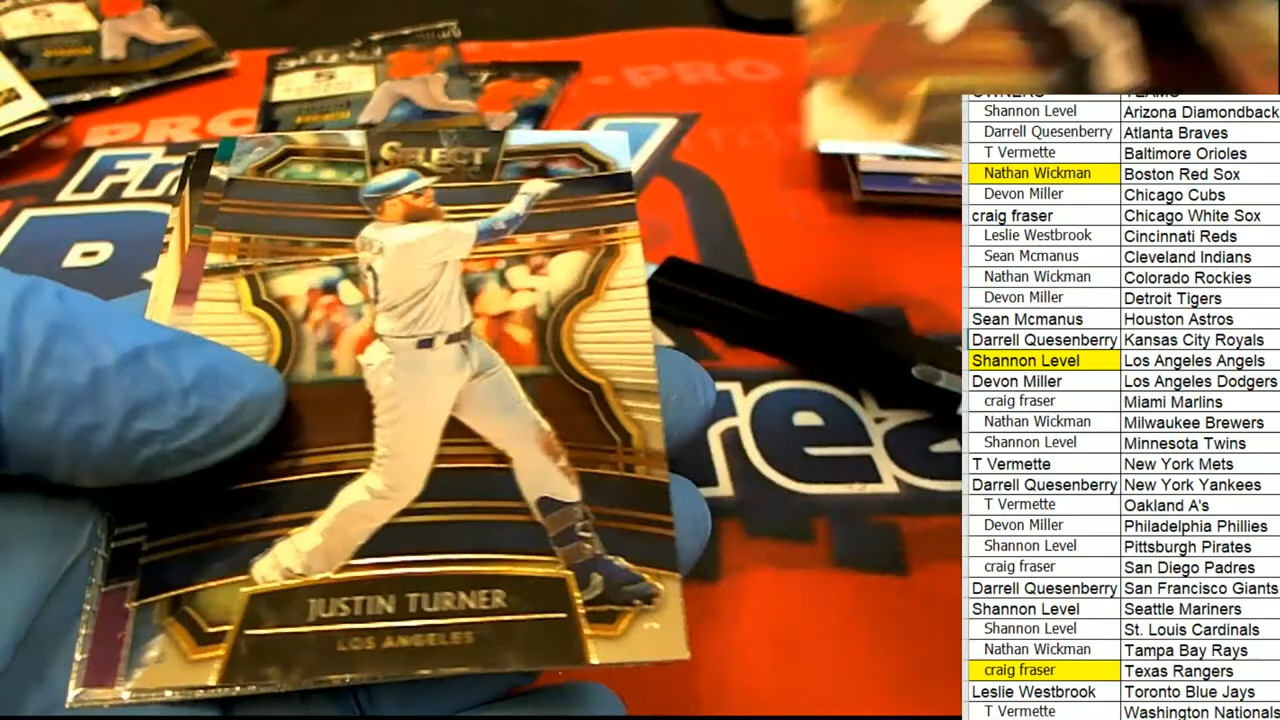 SELECT
JUSTIN TURNER
LOS ANGELES
5
PRO
PRO
OWNERS TEAMS
Shannon Level Arizona Diamondback
Darrell Quesenberry Atlanta Braves
T Vermette Baltimore Orioles
Nathan Wickman Boston Red Sox
Devon Miller Chicago Cubs
craig fraser Chicago White Sox
Leslie Westbrook Cincinnati Reds
Sean Mcmanus Cleveland Indians
Nathan Wickman Colorado Rockies
Devon Miller Detroit Tigers
Sean Mcmanus Houston Astros
Darrell Quesenberry Kansas City Royals
Shannon Level Los Angeles Angels
Devon Miller Los Angeles Dodgers
craig fraser Miami Marlins
Nathan Wickman Milwaukee Brewers
Shannon Level Minnesota Twins
T Vermette New York Mets
Darrell Quesenberry New York Yankees
T Vermette Oakland A's
Devon Miller Philadelphia Phillies
Shannon Level Pittsburgh Pirates
craig fraser San Diego Padres
Darrell Quesenberry San Francisco Giants
Shannon Level Seattle Mariners
Shannon Level St. Louis Cardinals
Nathan Wickman Tampa Bay Rays
craig fraser Texas Rangers
Leslie Westbrook Toronto Blue Jays
T Vermette Washington Nationals